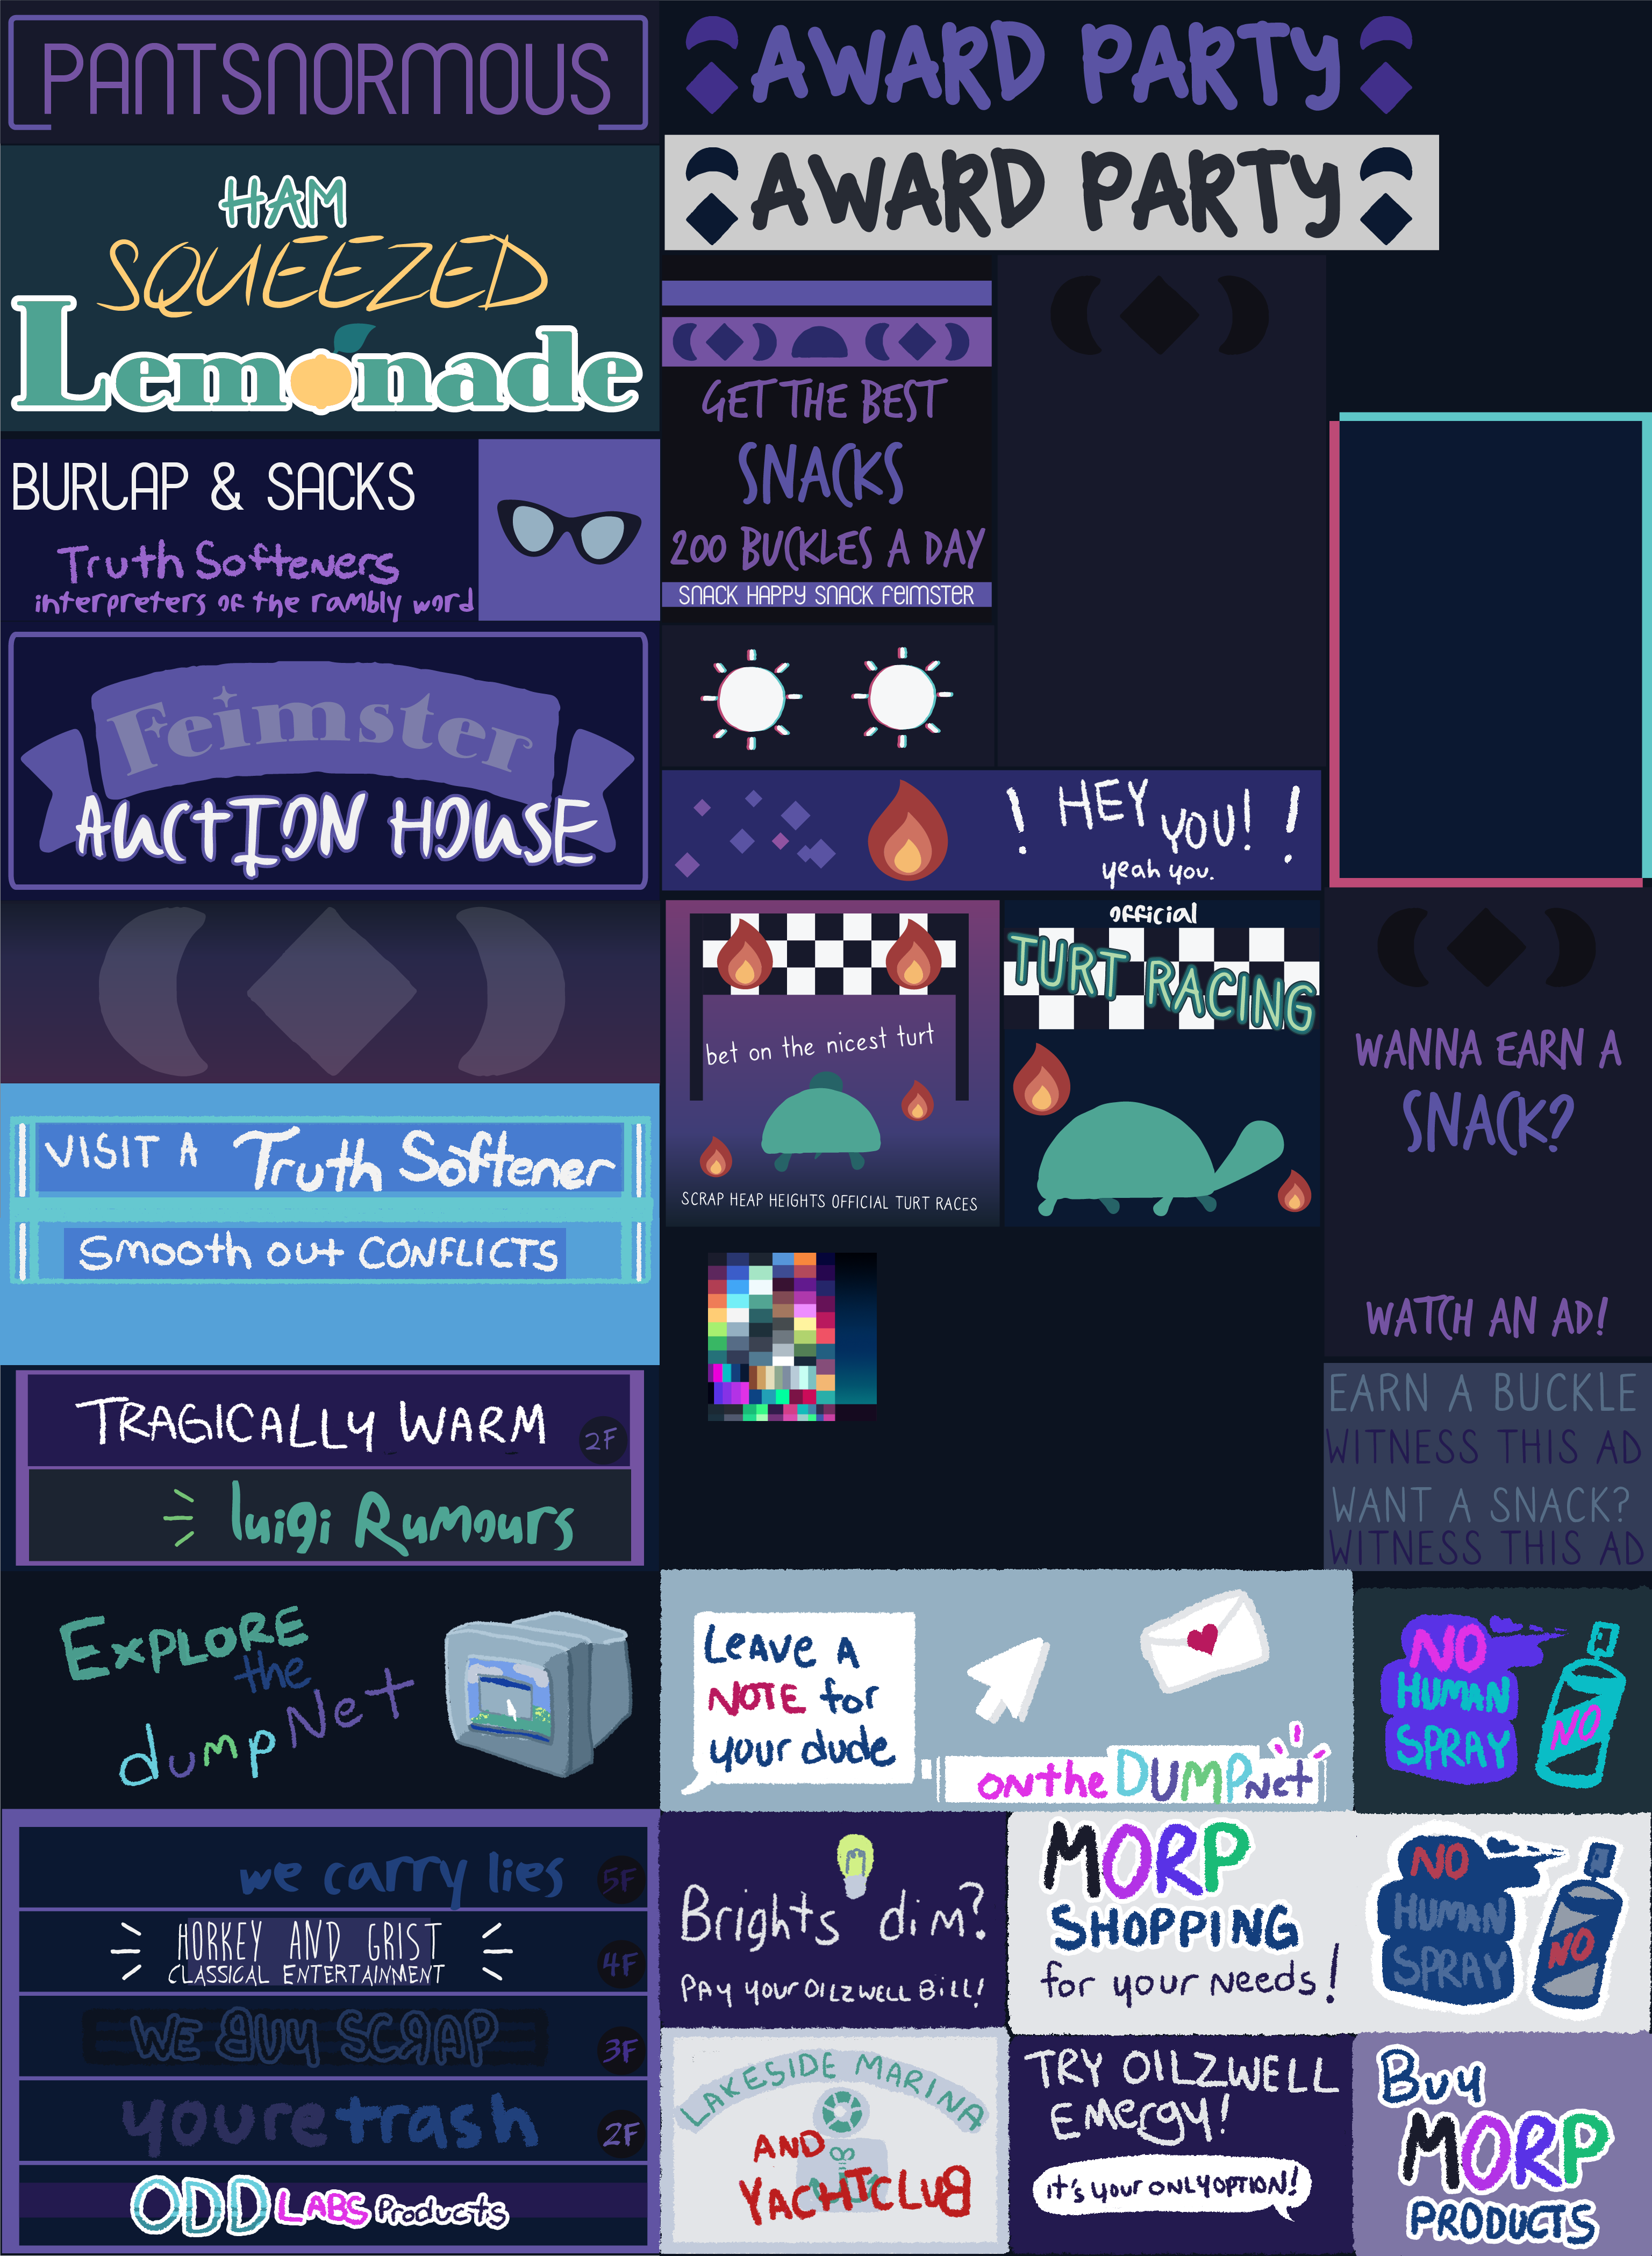 PANTSNORMOUS
HAM
SQUEEZED
Lemonade
BURLAP & SACKS
Truth Softeners
interpreters of the rambly word
Feimster
AUCTION HOUSE
VISIT A Truth Softener
Smooth out CONFLICTS
TRAGICALLY WARM
2F
luigi Rumours
EXPLORE
the
dumpNet
we carry lies
5F
HORKEY AND GRIST
CLASSICAL ENTERTAINMENT
4F
WE BUY SCRAP
3F
youre trash
2F
ODD LABS Products
AWARD PARTY
AWARD PARTY
GET THE BEST
SNACKS
200 BUCKLES A DAY
SNACK HAPPY SNACK FEIMSTER
! HEY YOU! !
yeah you.
bet on the nicest turt
SCRAP HEAP HEIGHTS OFFICIAL TURT RACES
official
TURT RACING
WANNA EARN A
SNACK?
WATCH AN AD!
EARN A BUCKLE
WITNESS THIS AD
WANT A SNACK?
WITNESS THIS AD
LEAVE A
NOTE for
your dude
on the DUMPNet
NO
HUMAN
SPRAY
NO
Brights dim?
PAY your OILZWELL Bill!
MORP
SHOPPING
for your Needs!
NO
HUMAN
SPRAY
NO
LAKESIDE MARINA
AND
YACHTCLUB
TRY OILZWELL
Emergy!
it's your ONLY OPTION!
Buy
MORP
PRODUCTS